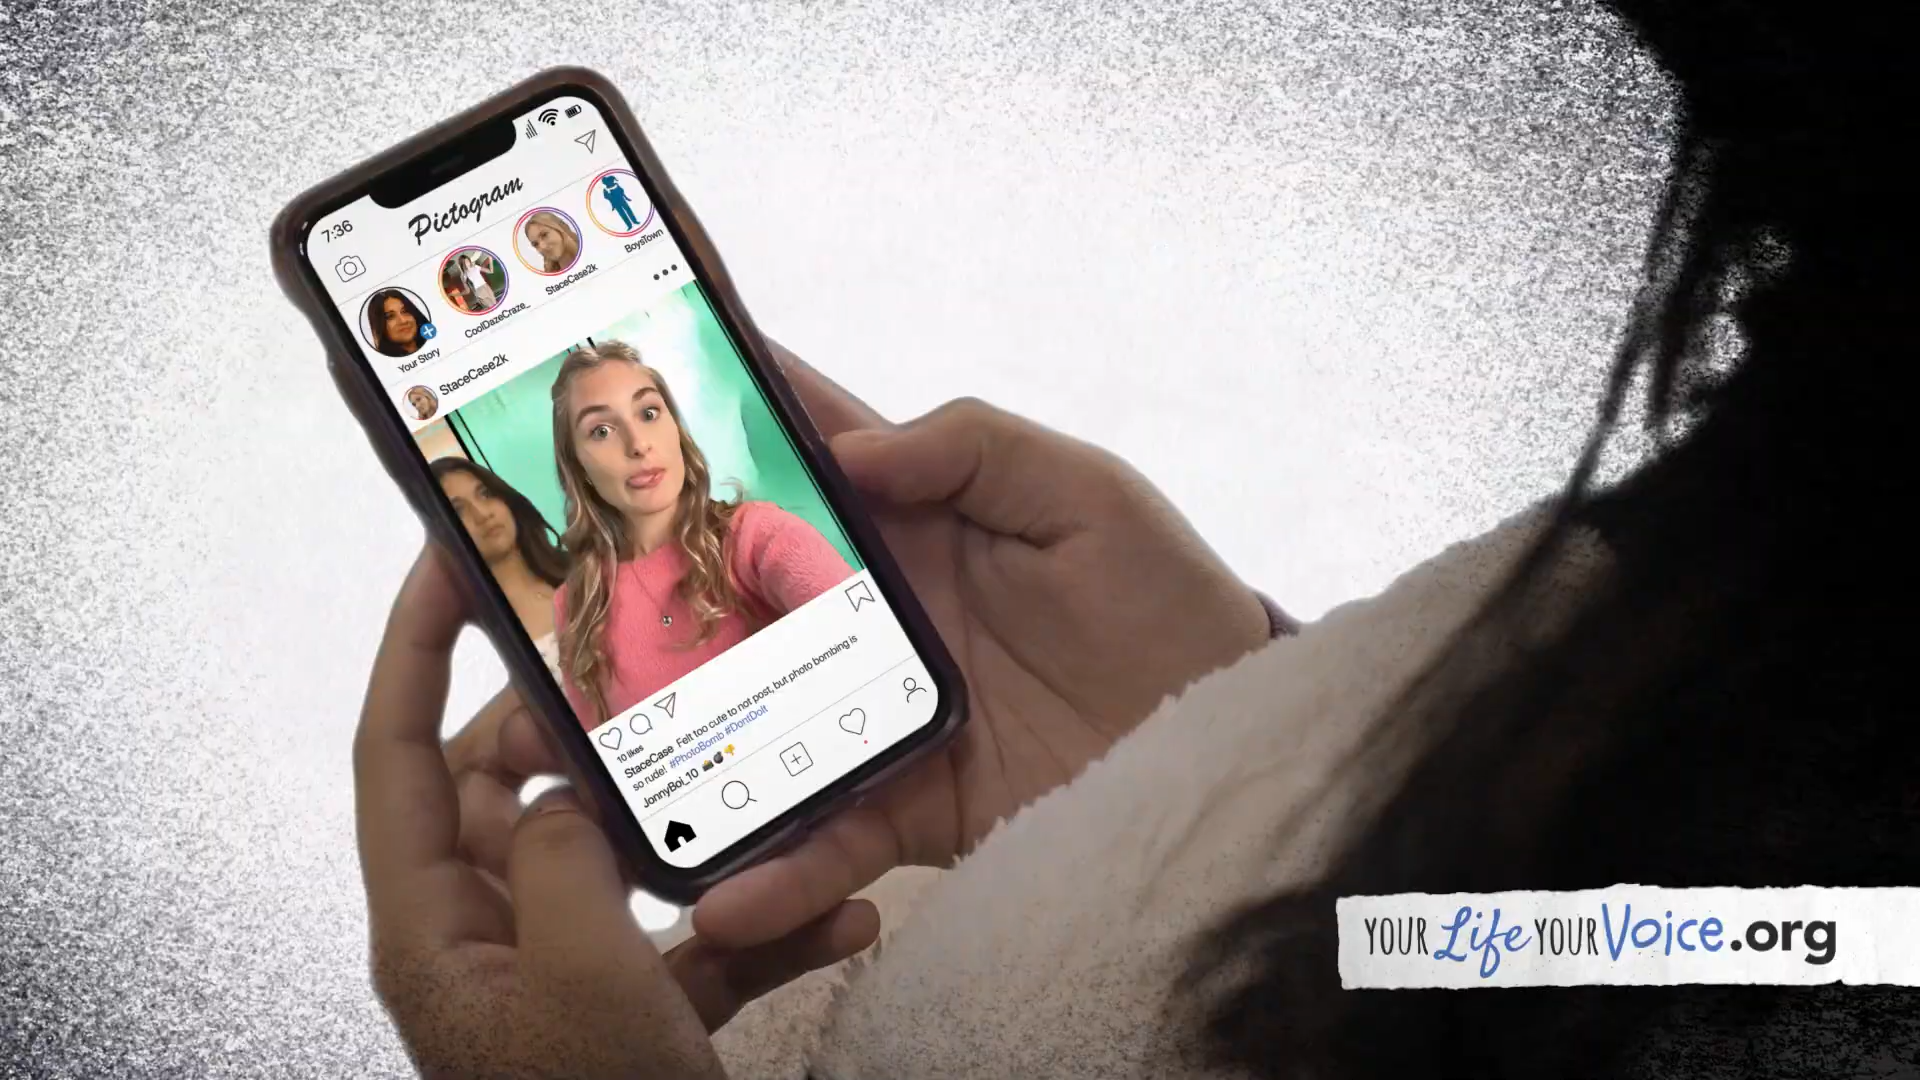 7:36
Pictogram
Your Story
CoolDazeCraze_
StaceCase2k
BoysTown
StaceCase2k
10 likes
StaceCase Felt too cute to not post, but photo bombing is
so rude! #PhotoBomb #DontDoIt
JonnyBoi_10 📸💣👎
YOUR Life YOUR Voice.org